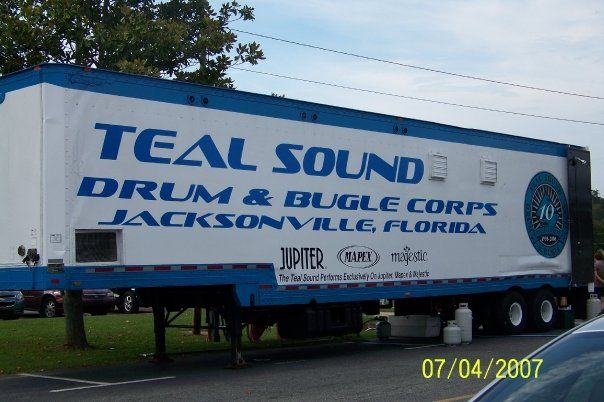 TEAL SOUND
DRUM & BUGLE CORPS
JACKSONVILLE, FLORIDA
JUPITER MAPEX majestic
The Teal Sound Performs Exclusively On Jupiter, Mapex & Majestic
10
07/04/2007